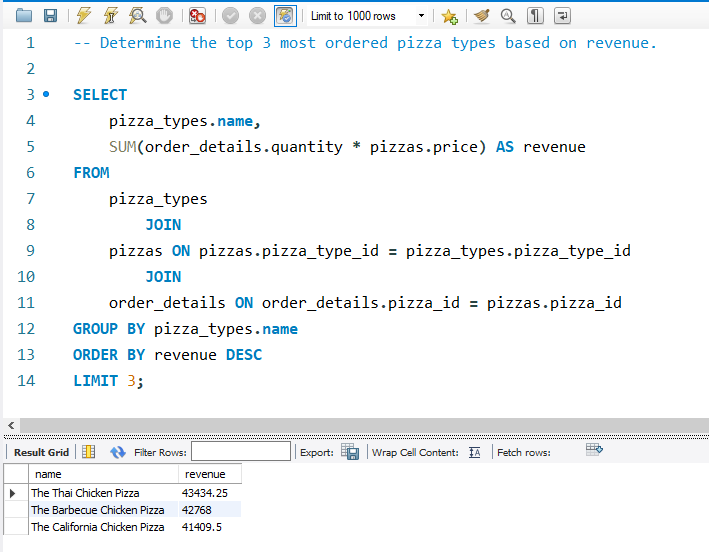 Limit to 1000 rows
1 -- Determine the top 3 most ordered pizza types based on revenue.
2
3 SELECT
4 pizza_types.name,
5 SUM(order_details.quantity * pizzas.price) AS revenue
6 FROM
7 pizza_types
8 JOIN
9 pizzas ON pizzas.pizza_type_id = pizza_types.pizza_type_id
10 JOIN
11 order_details ON order_details.pizza_id = pizzas.pizza_id
12 GROUP BY pizza_types.name
13 ORDER BY revenue DESC
14 LIMIT 3;
Result Grid Filter Rows: Export: Wrap Cell Content: IA Fetch rows:
name revenue
The Thai Chicken Pizza 43434.25
The Barbecue Chicken Pizza 42768
The California Chicken Pizza 41409.5